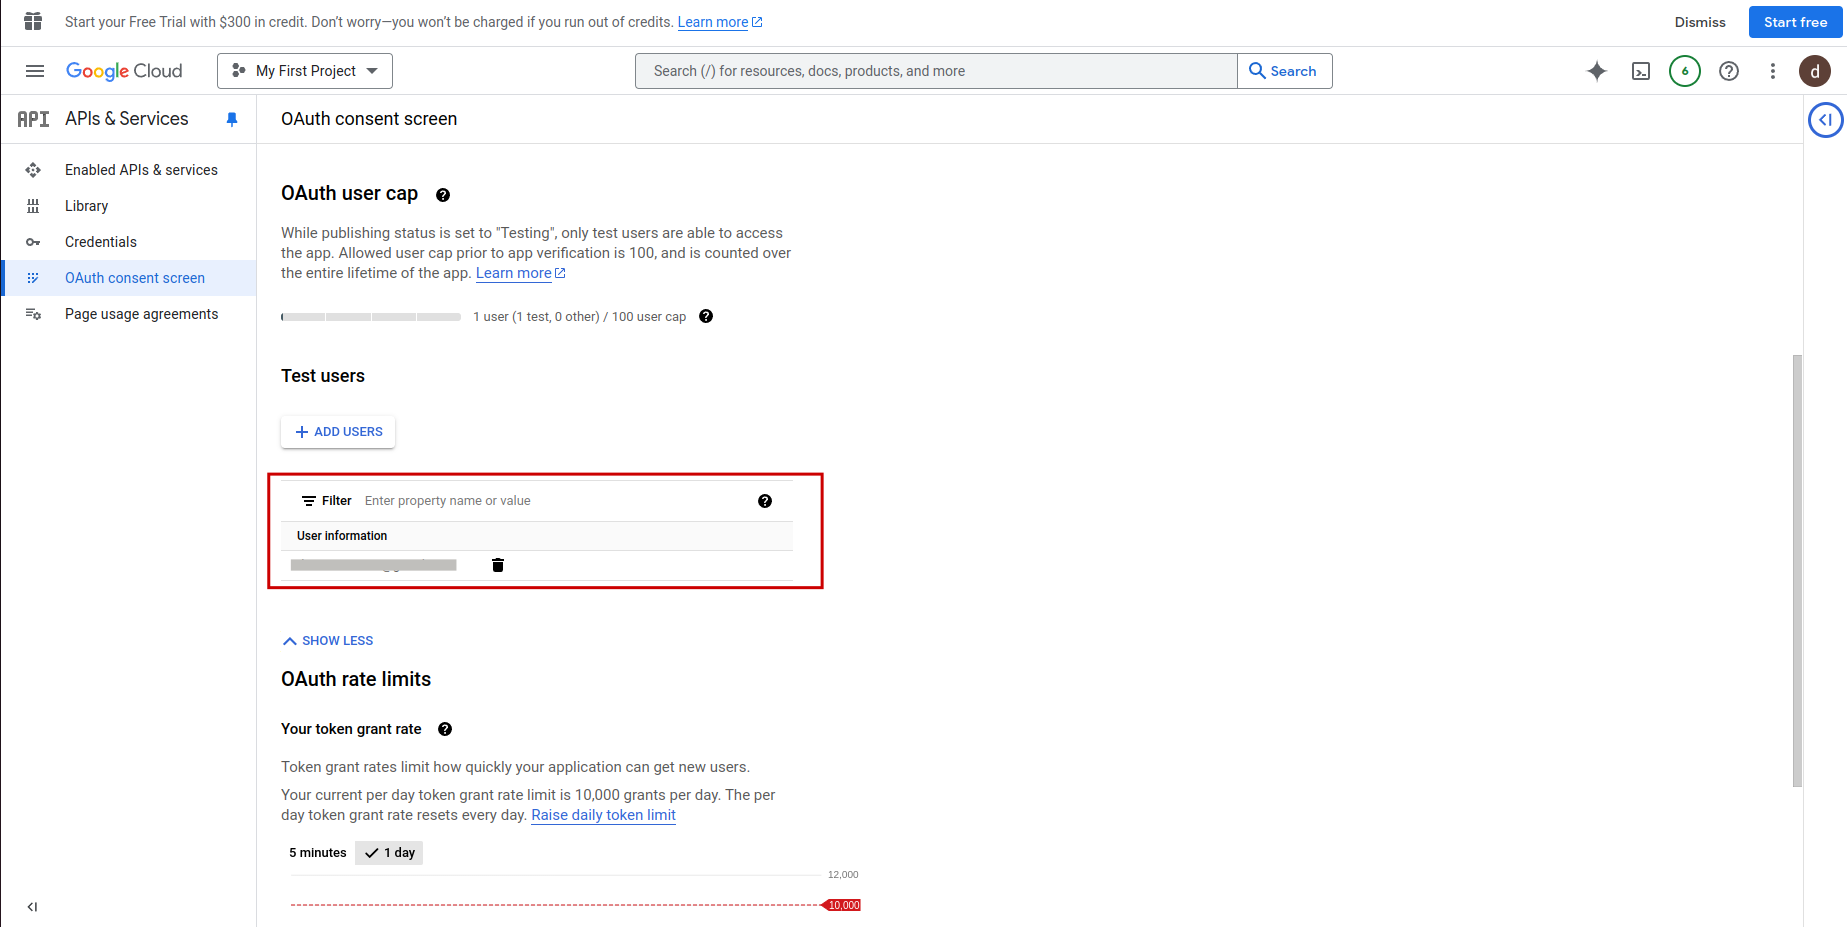 Start your Free Trial with $300 in credit. Don't worry—you won't be charged if you run out of credits. Learn more
Dismiss
Start free
Google Cloud
My First Project
Search (/) for resources, docs, products, and more
Search
6
d
API
APIs & Services
OAuth consent screen
Enabled APIs & services
Library
Credentials
OAuth consent screen
Page usage agreements
OAuth user cap
While publishing status is set to "Testing", only test users are able to access
the app. Allowed user cap prior to app verification is 100, and is counted over
the entire lifetime of the app. Learn more
1 user (1 test, 0 other) / 100 user cap
Test users
ADD USERS
Filter Enter property name or value
User information
SHOW LESS
OAuth rate limits
Your token grant rate
Token grant rates limit how quickly your application can get new users.
Your current per day token grant rate limit is 10,000 grants per day. The per
day token grant rate resets every day. Raise daily token limit
5 minutes
1 day
12,000
10,000